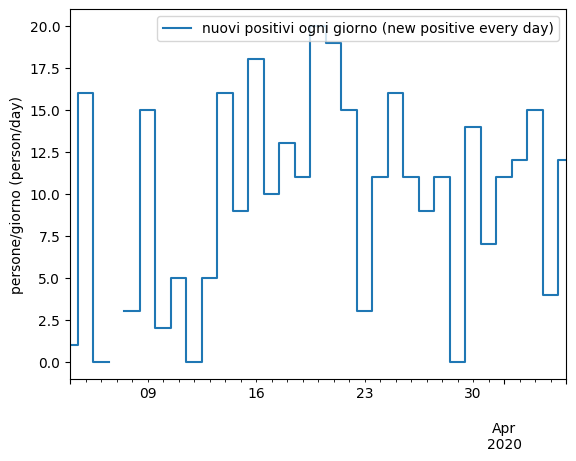 nuovi positivi ogni giorno (new positive every day)
persone/giorno (person/day)
20.0
17.5
15.0
12.5
10.0
7.5
5.0
2.5
0.0
09 16 23 30
Apr
2020